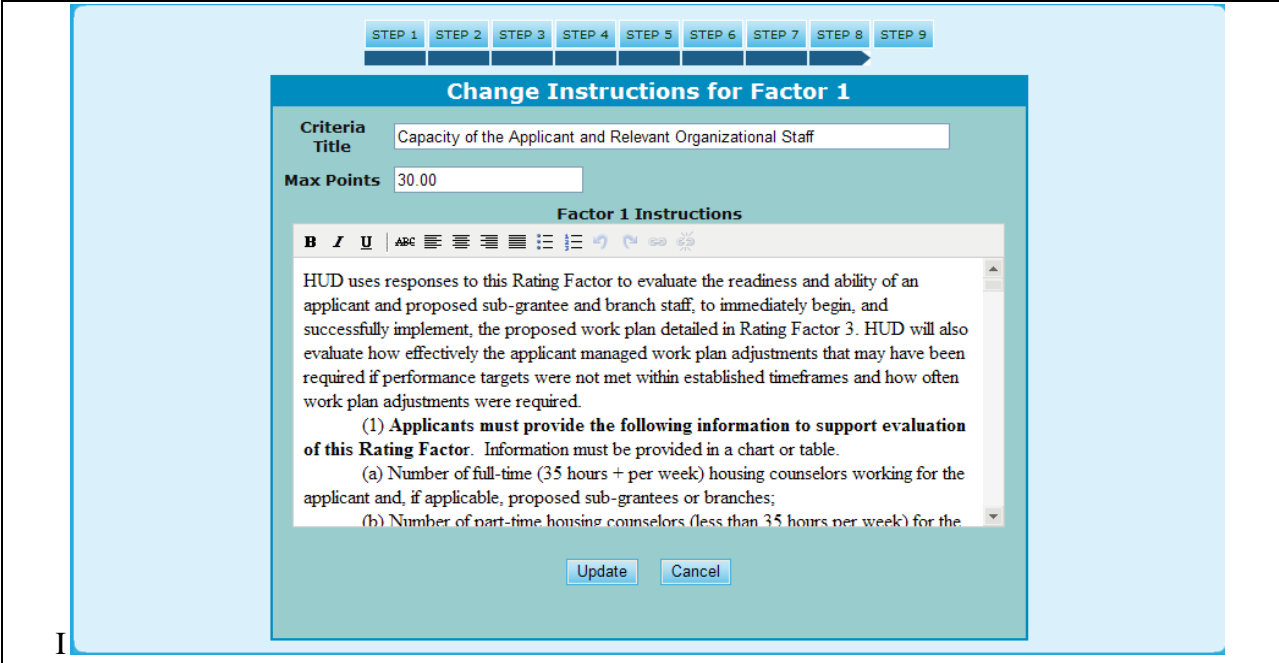 STEP 1 STEP 2 STEP 3 STEP 4 STEP 5 STEP 6 STEP 7 STEP 8 STEP 9
Change Instructions for Factor 1
Criteria
Title
Capacity of the Applicant and Relevant Organizational Staff
Max Points 30.00
Factor 1 Instructions
B I U ABC
HUD uses responses to this Rating Factor to evaluate the readiness and ability of an
applicant and proposed sub-grantee and branch staff, to immediately begin, and
successfully implement, the proposed work plan detailed in Rating Factor 3. HUD will also
evaluate how effectively the applicant managed work plan adjustments that may have been
required if performance targets were not met within established timeframes and how often
work plan adjustments were required.
(1) Applicants must provide the following information to support evaluation
of this Rating Factor. Information must be provided in a chart or table.
(a) Number of full-time (35 hours + per week) housing counselors working for the
applicant and, if applicable, proposed sub-grantees or branches;
(b) Number of part-time housing counselors (less than 35 hours per week) for the
Update Cancel
I